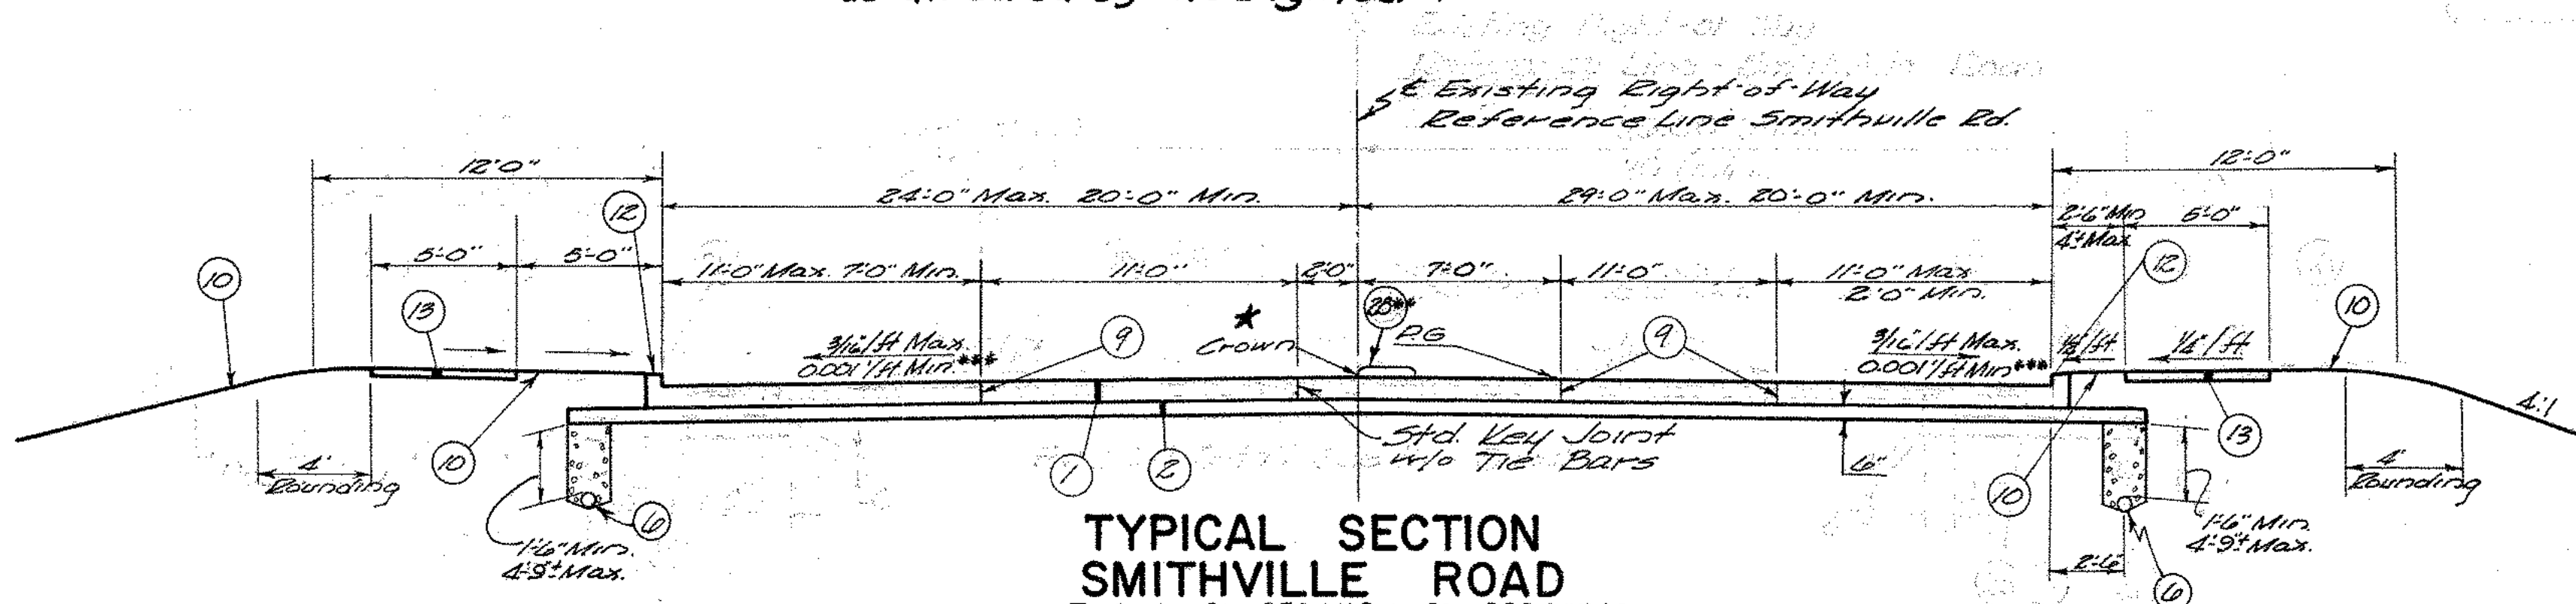 ℄ Existing Right-of-Way
Reference Line Smithville Rd.
12'-0"
12'-0"
24'-0" Max. 20'-0" Min.
29'-0" Max. 20'-0" Min.
2'-6" Min
4'± Max
5'-0"
12
5'-0"
5'-0"
11'-0" Max. 7'-0" Min.
11'-0"
2'-0"
7'-0"
11'-0"
11'-0" Max
2'-0" Min.
12
10
13
★
Crown
28**
P.G
9
9
10
3/16"/ft Max.
0.001'/ft Min.***
3/16"/ft Max.
0.001'/ft Min***
/ft.
1/4"/ft
4:1
4'
Rounding
10
Std. Key Joint
w/o Tie Bars
1
2
6"
10
13
4'
Rounding
6
1'-6" Min.
4'-9"± Max.
1'-6" Min.
4'-9"± Max.
2'-6"
6
TYPICAL SECTION
SMITHVILLE ROAD